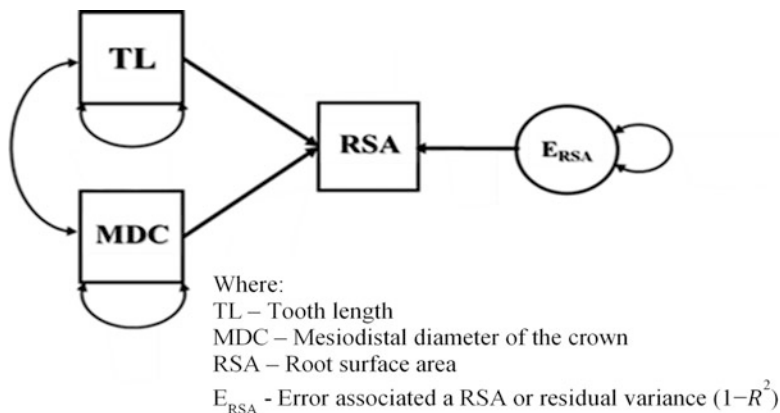 TL
RSA
E_RSA
MDC
Where:
TL – Tooth length
MDC – Mesiodistal diameter of the crown
RSA – Root surface area
E_RSA - Error associated a RSA or residual variance (1−R²)